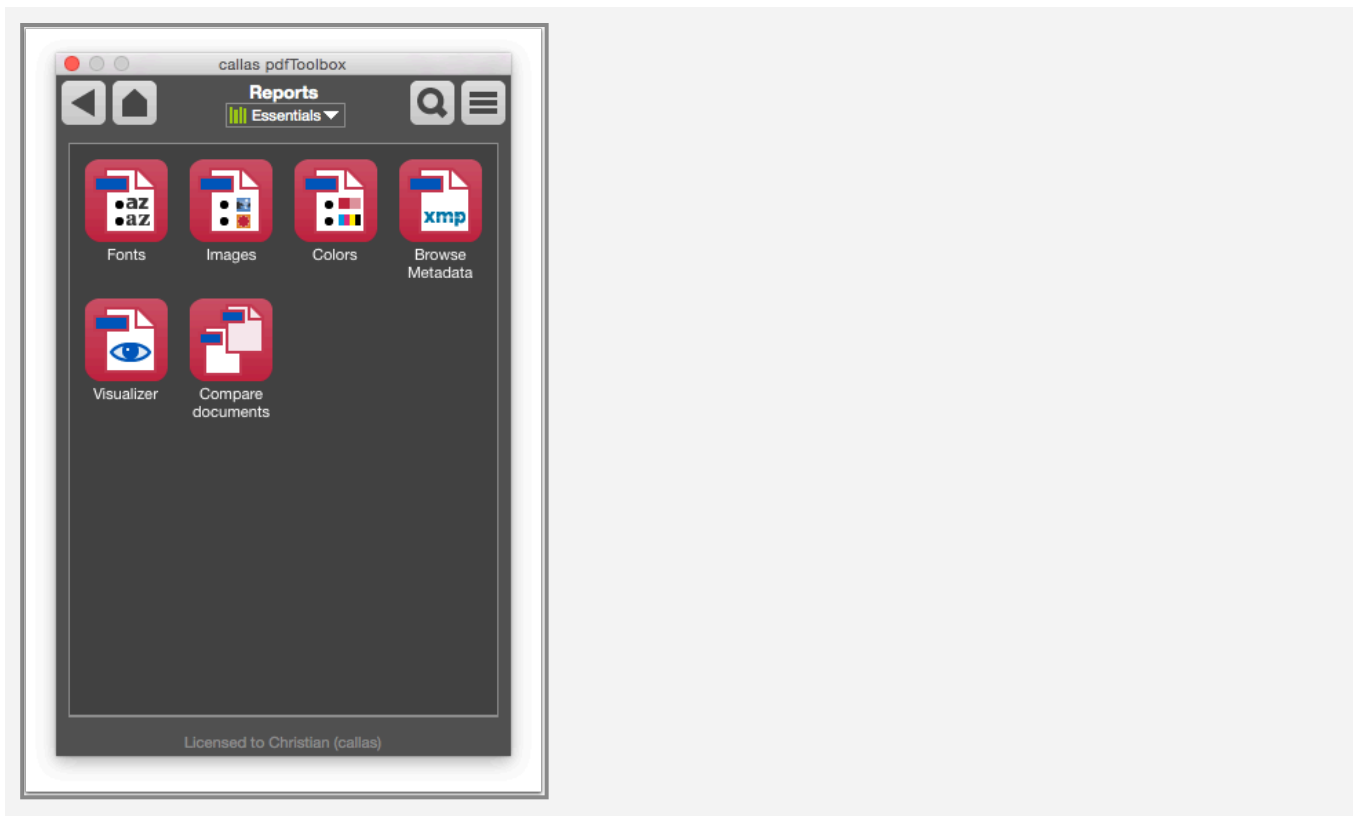 callas pdfToolbox
Reports
Essentials
az
az
xmp
Fonts
Images
Colors
Browse
Metadata
Visualizer
Compare
documents
Licensed to Christian (callas)